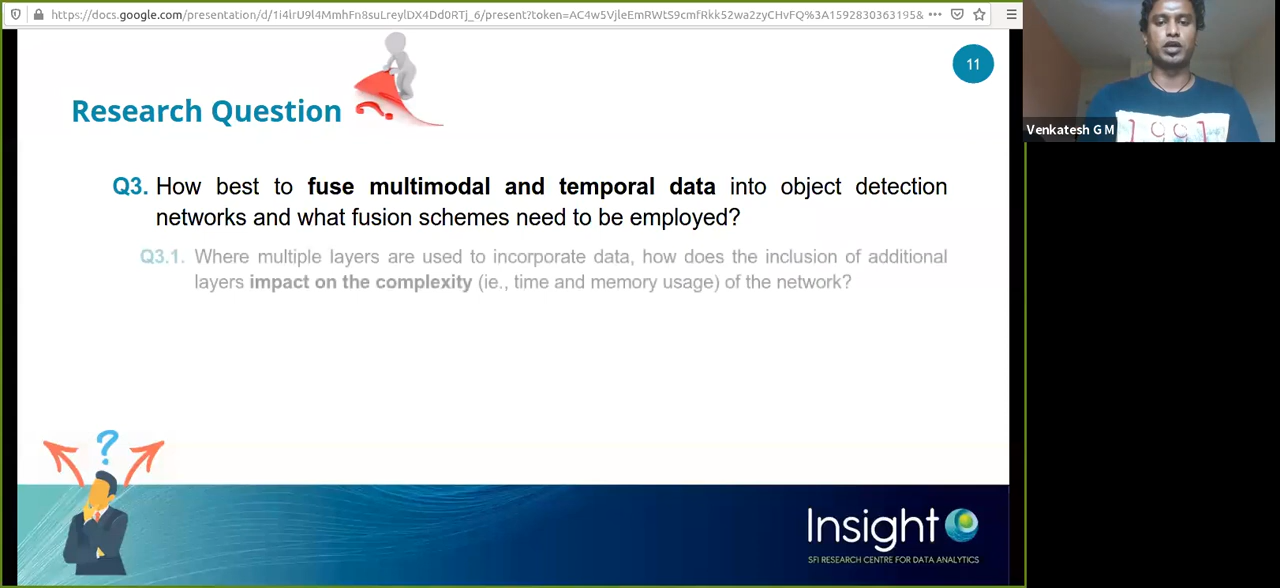 https://docs.google.com/presentation/d/1i4lrU9l4MmhFn8suLreylDX4Dd0RTj_6/present?token=AC4w5VjleEmRWtS9cmfRkk52wa2zyCHvFQ%3A1592830363195&
11
Research Question
Venkatesh G M
1991
Q3. How best to fuse multimodal and temporal data into object detection
networks and what fusion schemes need to be employed?
Q3.1. Where multiple layers are used to incorporate data, how does the inclusion of additional
layers impact on the complexity (ie., time and memory usage) of the network?
?
Insight
SFI RESEARCH CENTRE FOR DATA ANALYTICS